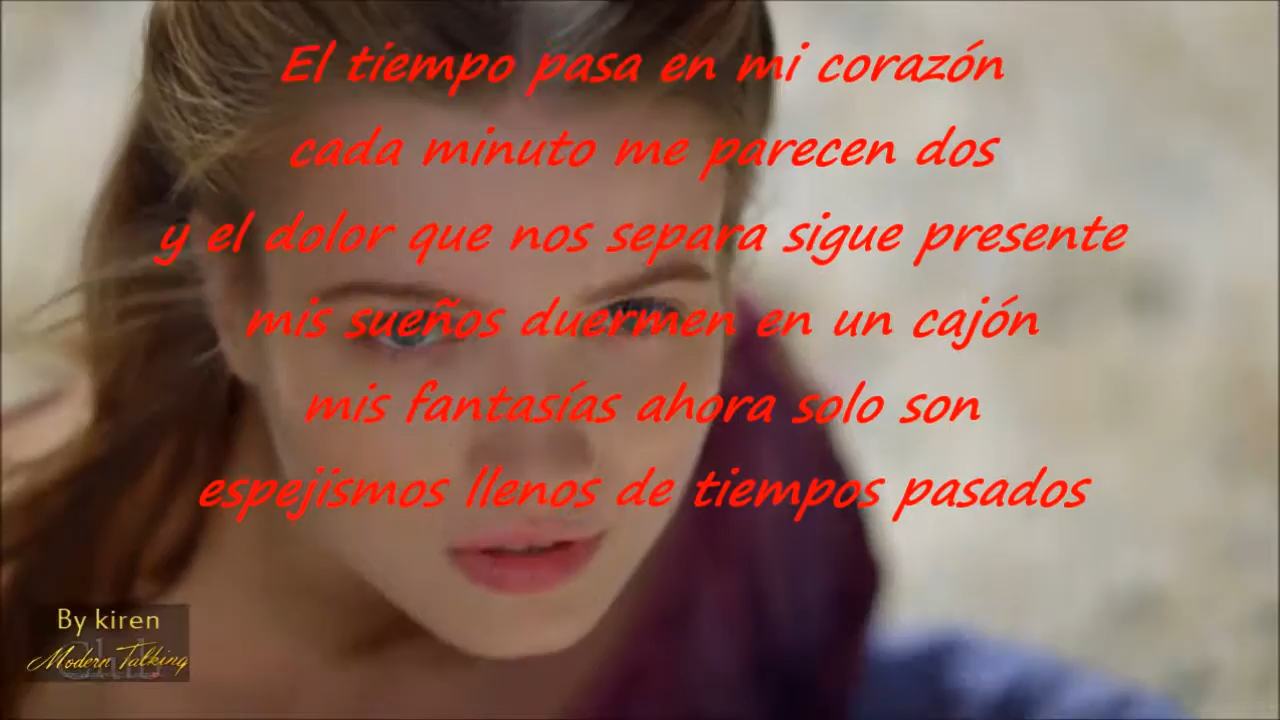 El tiempo pasa en mi corazón
cada minuto me parecen dos
y el dolor que nos separa sigue presente
mis sueños duermen en un cajón
mis fantasías ahora solo son
espejismos llenos de tiempos pasados
By kiren
Modern Talking
Club